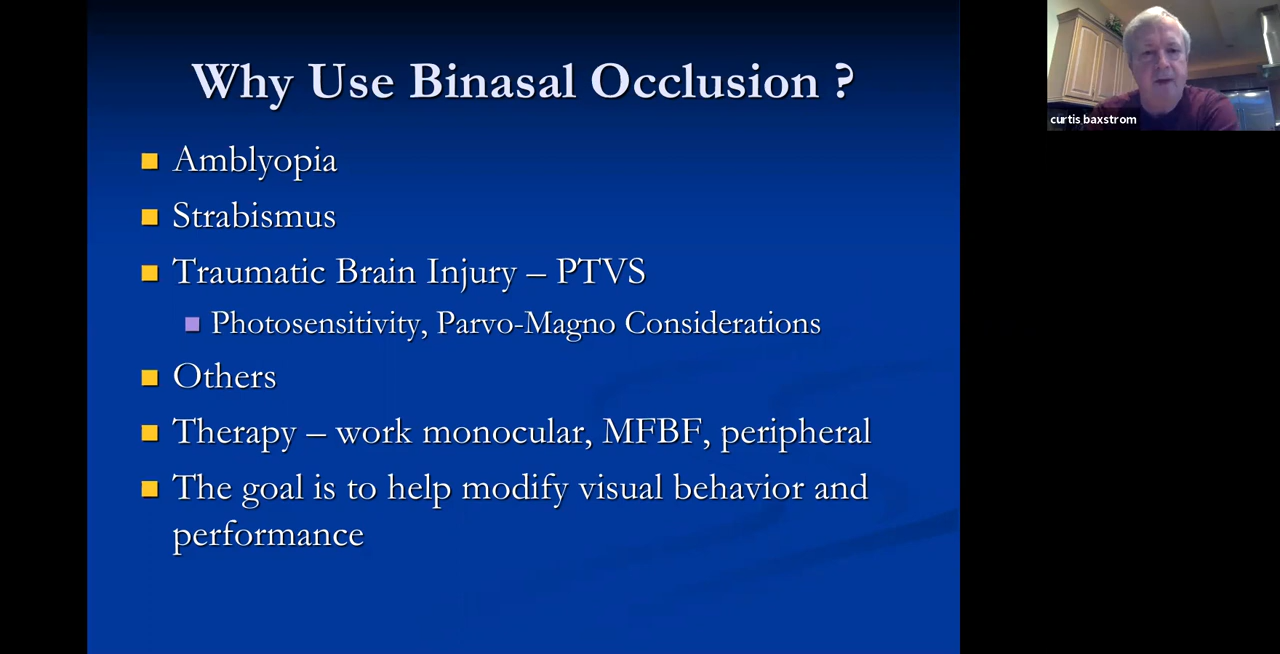 Why Use Binasal Occlusion ?
Amblyopia
Strabismus
Traumatic Brain Injury – PTVS
Photosensitivity, Parvo-Magno Considerations
Others
Therapy – work monocular, MFBF, peripheral
The goal is to help modify visual behavior and
performance
curtis baxstrom